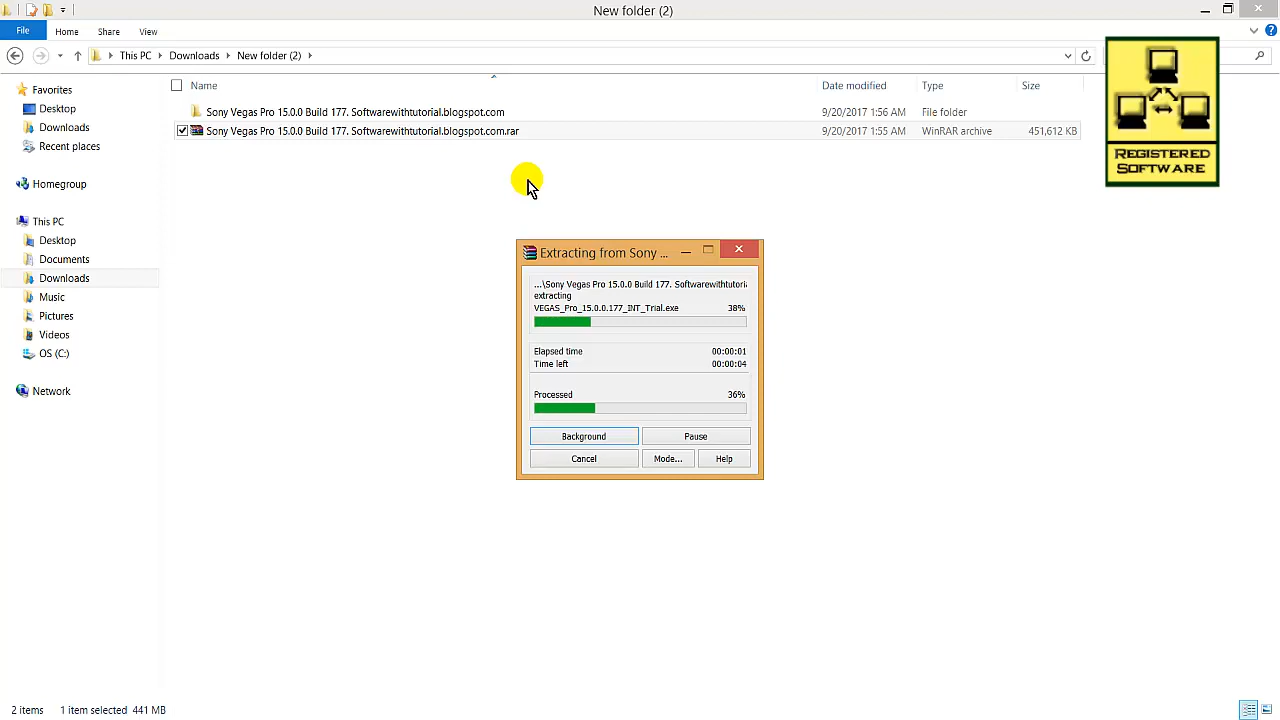 New folder (2)
File
Home
Share
View
This PC
Downloads
New folder (2)
REGISTERED
SOFTWARE
Name
Date modified
Type
Size
Sony Vegas Pro 15.0.0 Build 177. Softwarewithtutorial.blogspot.com
9/20/2017 1:56 AM
File folder
Sony Vegas Pro 15.0.0 Build 177. Softwarewithtutorial.blogspot.com.rar
9/20/2017 1:55 AM
WinRAR archive
451,612 KB
Favorites
Desktop
Downloads
Recent places
Homegroup
This PC
Desktop
Documents
Downloads
Music
Pictures
Videos
OS (C:)
Network
Extracting from Sony ...
...\Sony Vegas Pro 15.0.0 Build 177. Softwarewithtutoria
extracting
VEGAS_Pro_15.0.0.177_INT_Trial.exe 38%
Elapsed time 00:00:01
Time left 00:00:04
Processed 36%
Background
Pause
Cancel
Mode...
Help
2 items 1 item selected 441 MB